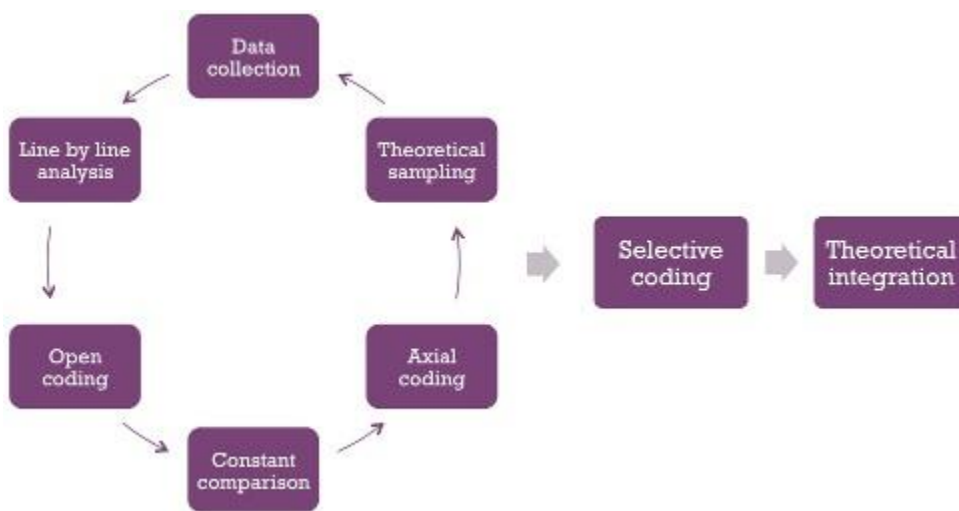 Data
collection
Line by line
analysis
Open
coding
Constant
comparison
Axial
coding
Theoretical
sampling
Selective
coding
Theoretical
integration